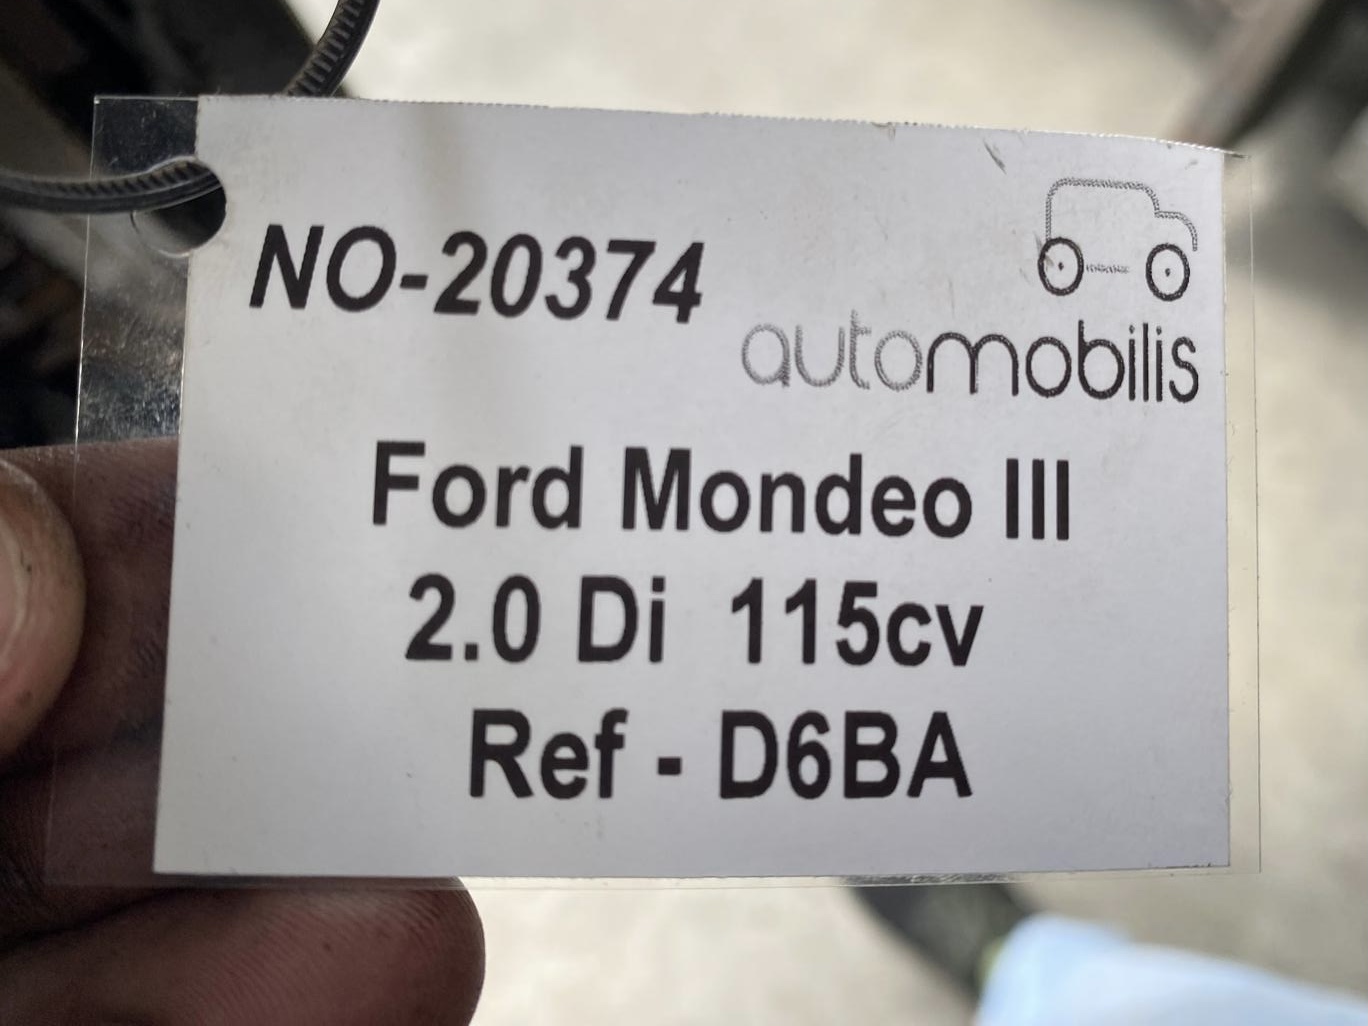 NO-20374
automobilis
Ford Mondeo III
2.0 Di 115cv
Ref - D6BA